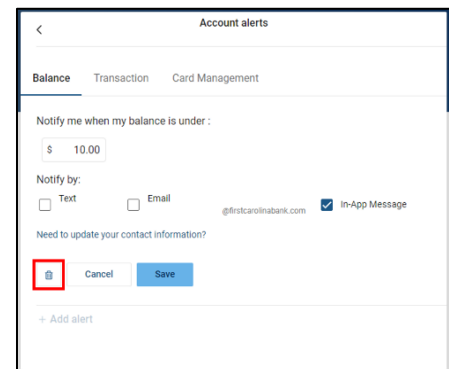 Account alerts
Balance Transaction Card Management
Notify me when my balance is under :
$ 10.00
Notify by:
Text Email @firstcarolinabank.com In-App Message
Need to update your contact information?
Cancel Save
+ Add alert